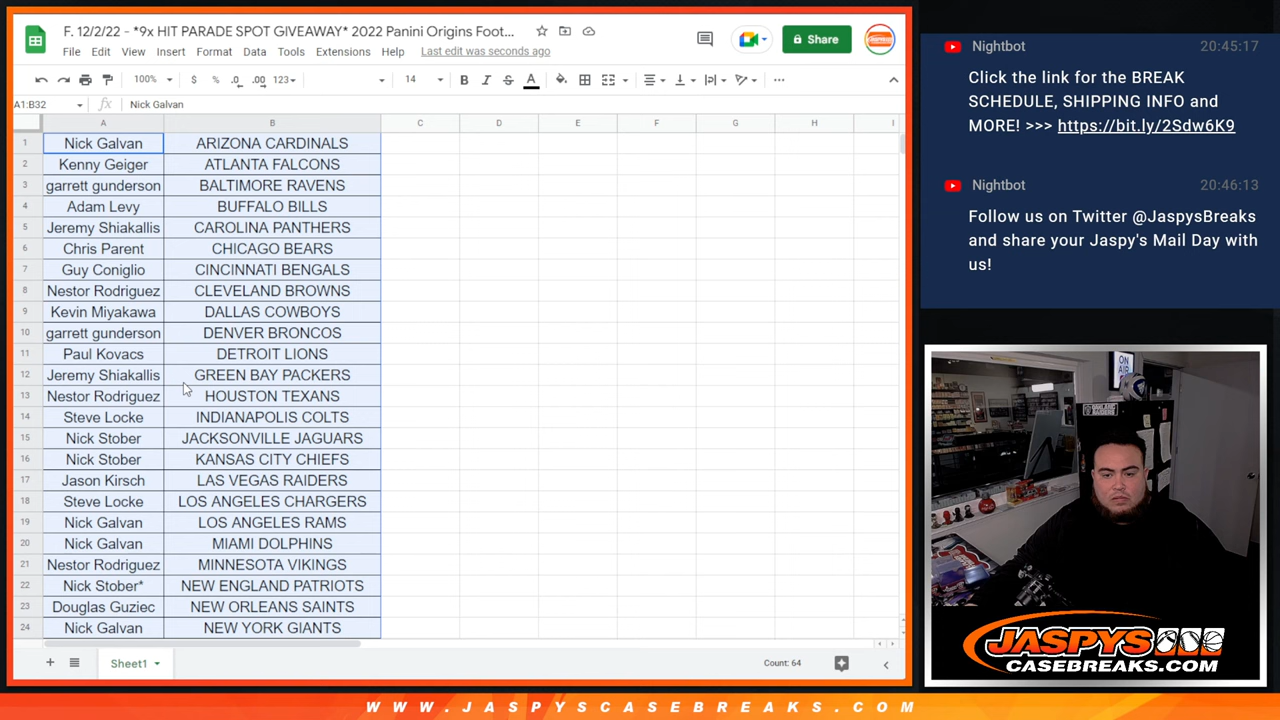 F. 12/2/22 - *9x HIT PARADE SPOT GIVEAWAY* 2022 Panini Origins Foot...
File Edit View Insert Format Data Tools Extensions Help Last edit was seconds ago
Share
100% $ % .0 .00 123 14 B I S A
A1:B32 fx Nick Galvan
A B C D E F G H I
1 Nick Galvan ARIZONA CARDINALS
2 Kenny Geiger ATLANTA FALCONS
3 garrett gunderson BALTIMORE RAVENS
4 Adam Levy BUFFALO BILLS
5 Jeremy Shiakallis CAROLINA PANTHERS
6 Chris Parent CHICAGO BEARS
7 Guy Coniglio CINCINNATI BENGALS
8 Nestor Rodriguez CLEVELAND BROWNS
9 Kevin Miyakawa DALLAS COWBOYS
10 garrett gunderson DENVER BRONCOS
11 Paul Kovacs DETROIT LIONS
12 Jeremy Shiakallis GREEN BAY PACKERS
13 Nestor Rodriguez HOUSTON TEXANS
14 Steve Locke INDIANAPOLIS COLTS
15 Nick Stober JACKSONVILLE JAGUARS
16 Nick Stober KANSAS CITY CHIEFS
17 Jason Kirsch LAS VEGAS RAIDERS
18 Steve Locke LOS ANGELES CHARGERS
19 Nick Galvan LOS ANGELES RAMS
20 Nick Galvan MIAMI DOLPHINS
21 Nestor Rodriguez MINNESOTA VIKINGS
22 Nick Stober* NEW ENGLAND PATRIOTS
23 Douglas Guziec NEW ORLEANS SAINTS
24 Nick Galvan NEW YORK GIANTS
Sheet1
Count: 64
Nightbot 20:45:17
Click the link for the BREAK
SCHEDULE, SHIPPING INFO and
MORE! >>> https://bit.ly/2Sdw6K9
Nightbot 20:46:13
Follow us on Twitter @JaspysBreaks
and share your Jaspy's Mail Day with
us!
ON
AIR
JASPYS
CASEBREAKS.COM
WWW.JASPYSCASEBREAKS.COM